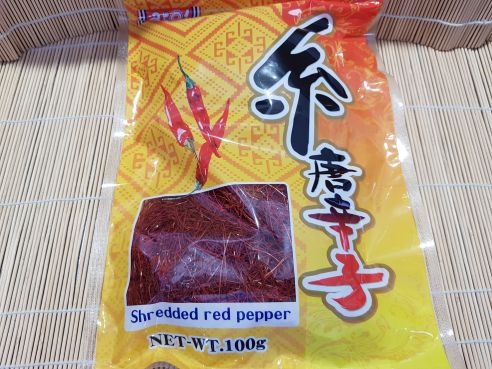 糸唐辛子
Shredded red pepper
NET-WT.100g